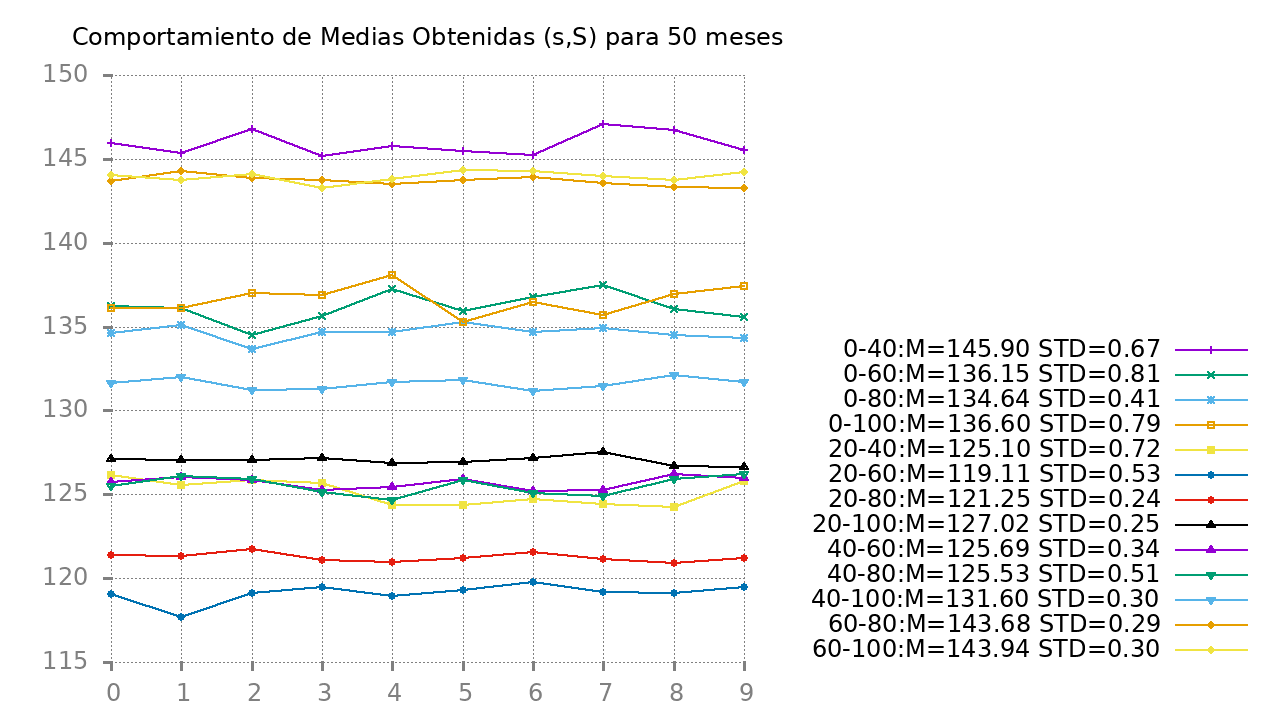 Comportamiento de Medias Obtenidas (s,S) para 50 meses
150
145
140
135
130
125
120
115
0 1 2 3 4 5 6 7 8 9
0-40:M=145.90 STD=0.67
0-60:M=136.15 STD=0.81
0-80:M=134.64 STD=0.41
0-100:M=136.60 STD=0.79
20-40:M=125.10 STD=0.72
20-60:M=119.11 STD=0.53
20-80:M=121.25 STD=0.24
20-100:M=127.02 STD=0.25
40-60:M=125.69 STD=0.34
40-80:M=125.53 STD=0.51
40-100:M=131.60 STD=0.30
60-80:M=143.68 STD=0.29
60-100:M=143.94 STD=0.30